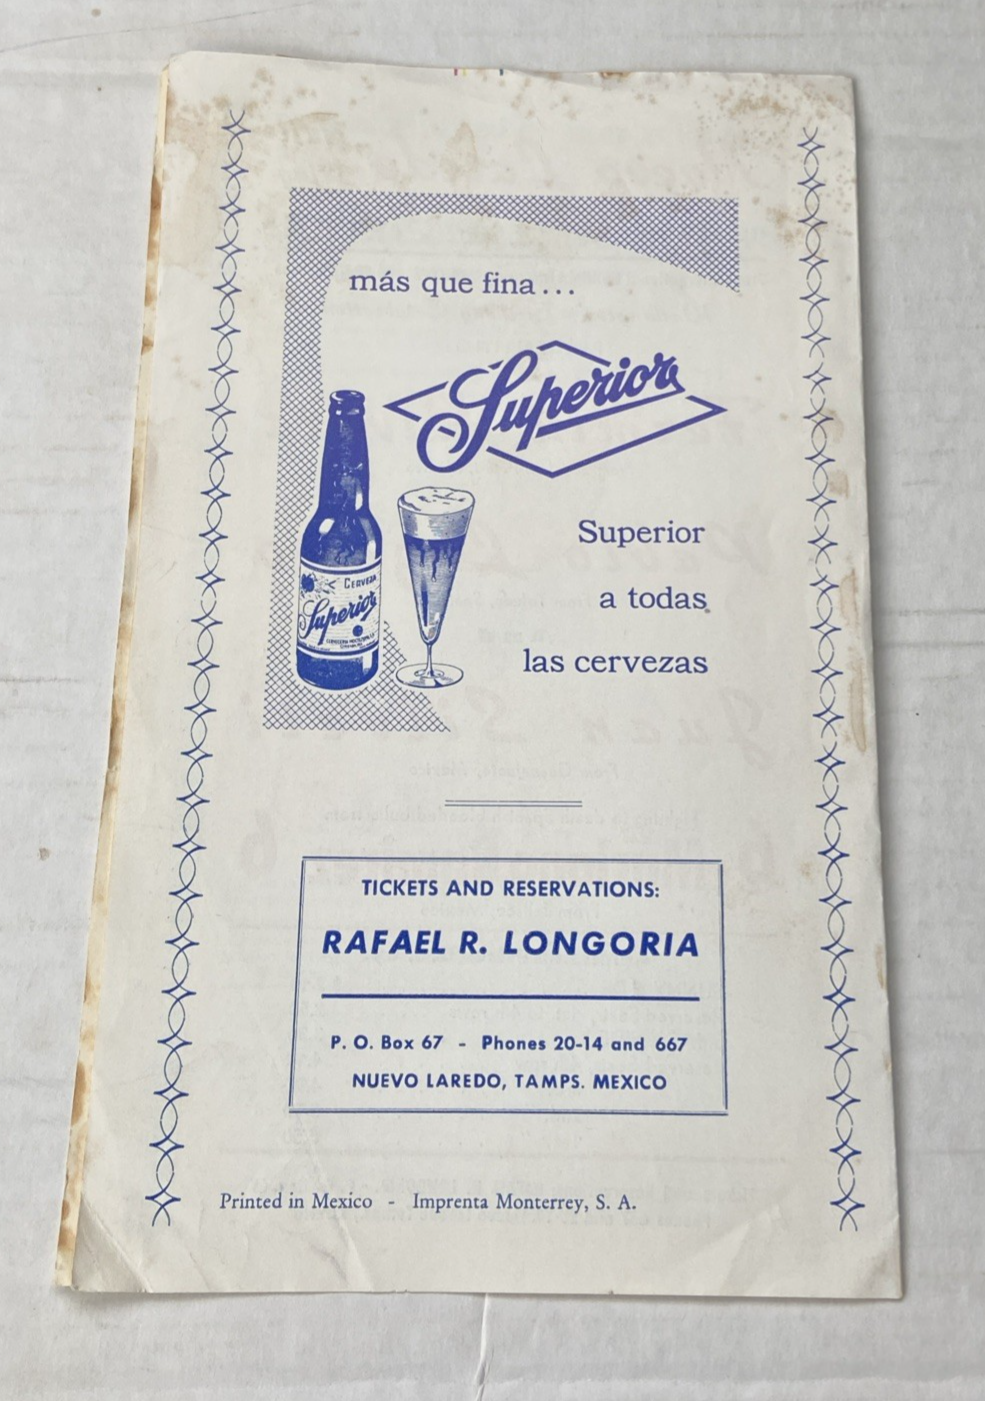 más que fina...
Superior
CERVEZA
Superior
Superior
a todas
las cervezas
TICKETS AND RESERVATIONS:
RAFAEL R. LONGORIA
P. O. Box 67 - Phones 20-14 and 667
NUEVO LAREDO, TAMPS. MEXICO
Printed in Mexico - Imprenta Monterrey, S. A.